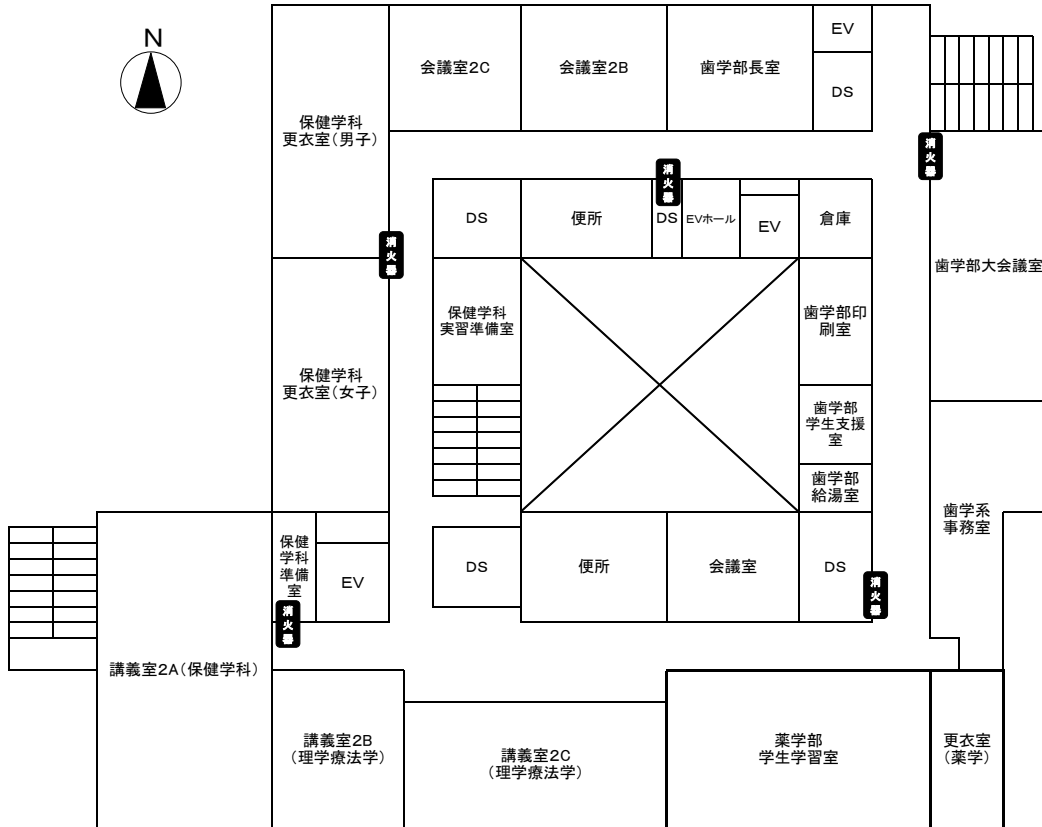 N
EV
会議室2C
会議室2B
歯学部長室
DS
保健学科
更衣室(男子)
消火器
消火器
DS
便所
DS
EVホール
EV
倉庫
消火器
歯学部大会議室
保健学科
実習準備室
歯学部印
刷室
保健学科
更衣室(女子)
歯学部
学生支援
室
歯学部
給湯室
歯学系
事務室
保健
学科
準備
室
EV
DS
便所
会議室
DS
消火器
消火器
講義室2A(保健学科)
講義室2B
(理学療法学)
講義室2C
(理学療法学)
薬学部
学生学習室
更衣室
(薬学)